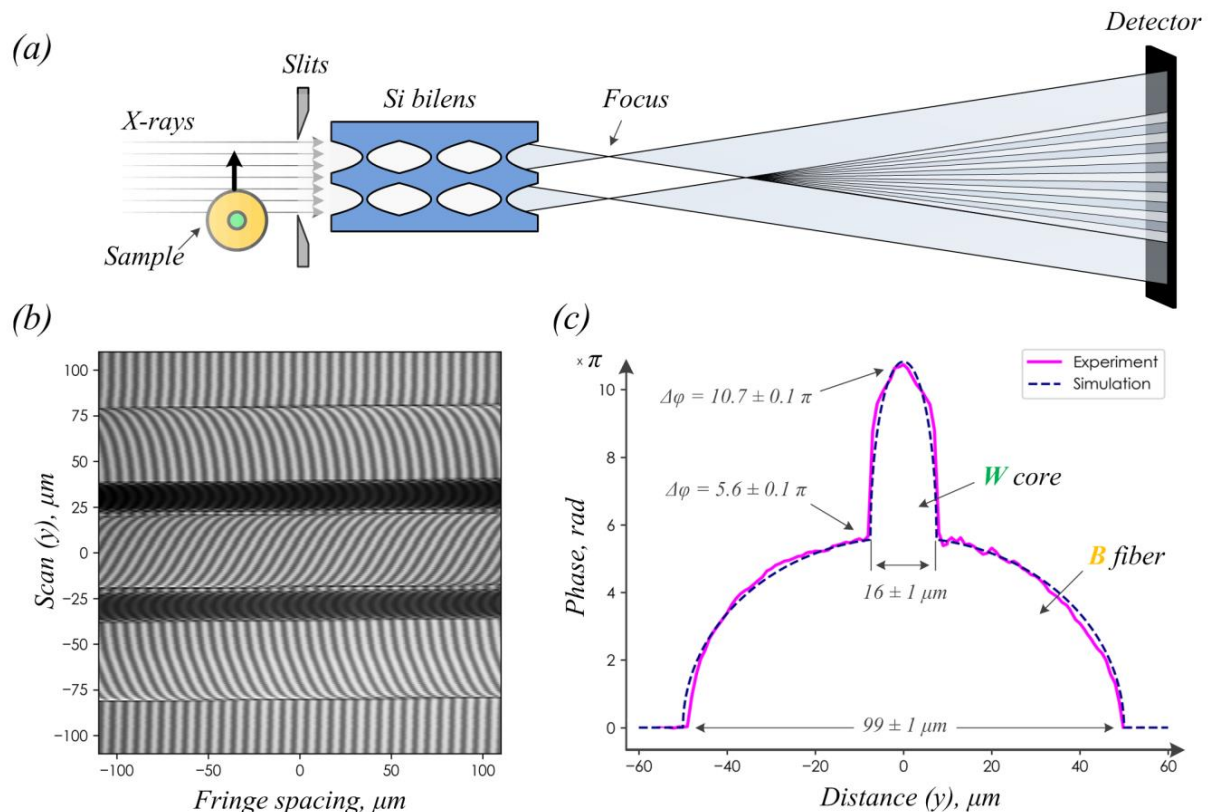 (a)
Detector
Slits
Si bilens
Focus
X-rays
Sample
(b)
100
75
50
25
0
−25
−50
−75
−100
Scan (y), μm
−100
−50
0
50
100
Fringe spacing, μm
(c)
× π
Experiment
Simulation
10
8
6
4
2
0
Phase, rad
Δφ = 10.7 ± 0.1 π
Δφ = 5.6 ± 0.1 π
W core
16 ± 1 μm
B fiber
99 ± 1 μm
−60
−40
−20
0
20
40
60
Distance (y), μm